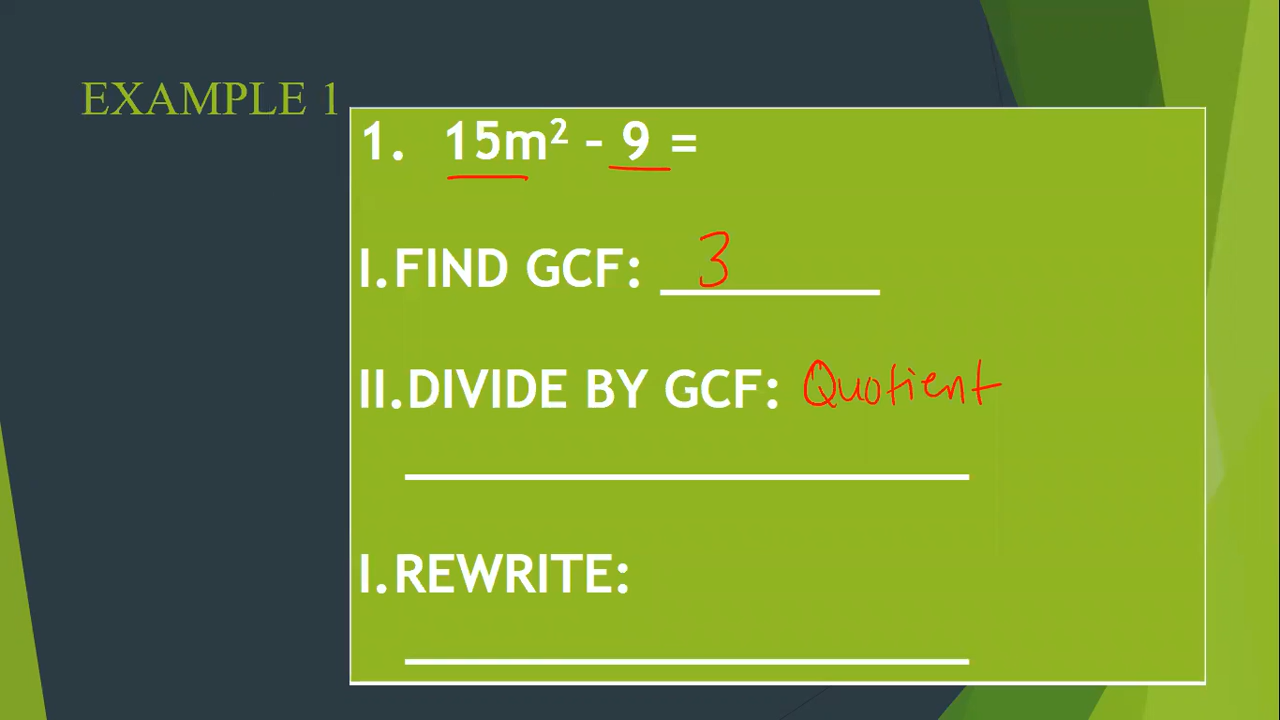 EXAMPLE 1
1. 15m² - 9 =
I. FIND GCF: 3
II. DIVIDE BY GCF: Quotient
I. REWRITE: